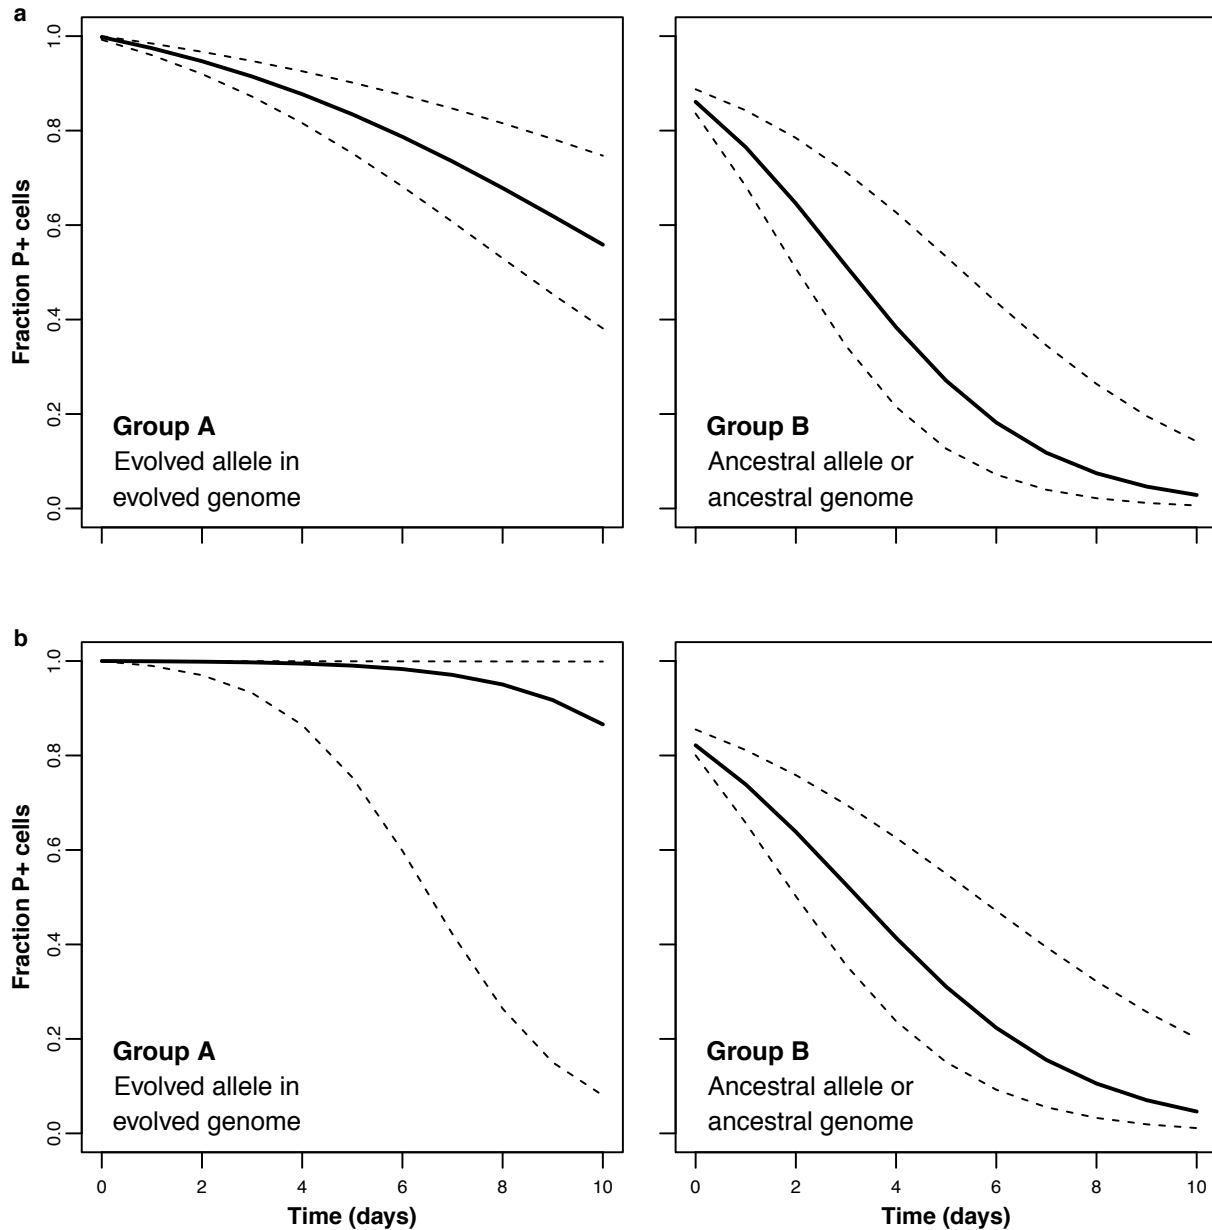 a
Fraction P+ cells
1.0
0.8
0.6
0.4
0.2
0.0
Group A
Evolved allele in
evolved genome
Group B
Ancestral allele or
ancestral genome
b
Fraction P+ cells
1.0
0.8
0.6
0.4
0.2
0.0
Group A
Evolved allele in
evolved genome
0 2 4 6 8 10
Time (days)
Group B
Ancestral allele or
ancestral genome
0 2 4 6 8 10
Time (days)